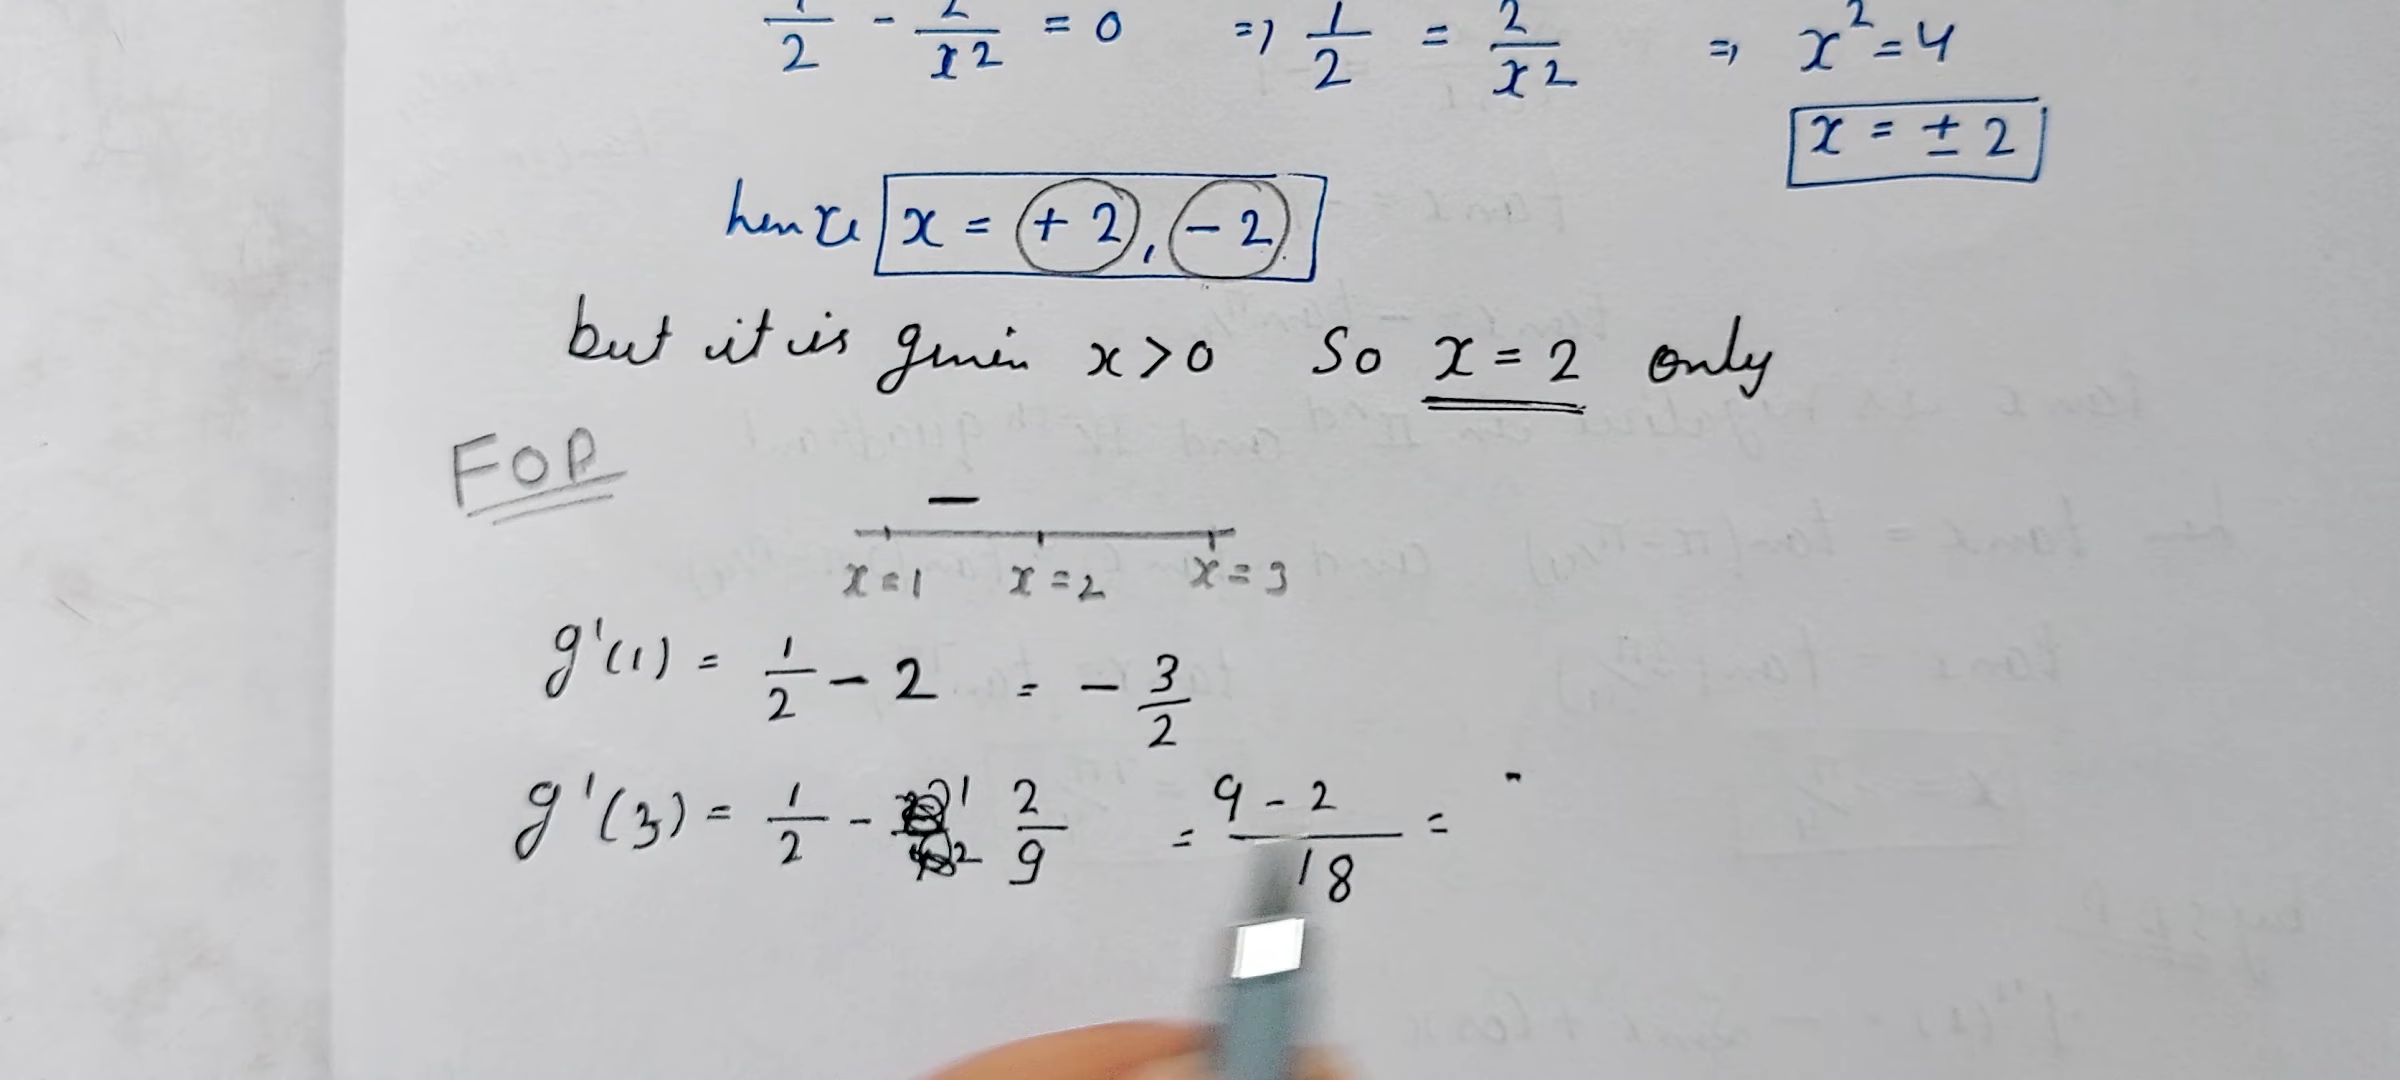 1/2 - 2/x2 = 0 => 1/2 = 2/x2 => x² = 4
x = ± 2
hence x = + 2, - 2
but it is given x > 0 So x = 2 only
FOP
—
x = 1 x = 2 x = 3
g'(1) = 1/2 - 2 = - 3/2
g'(3) = 1/2 - 2/9 = 9 - 2/18 =